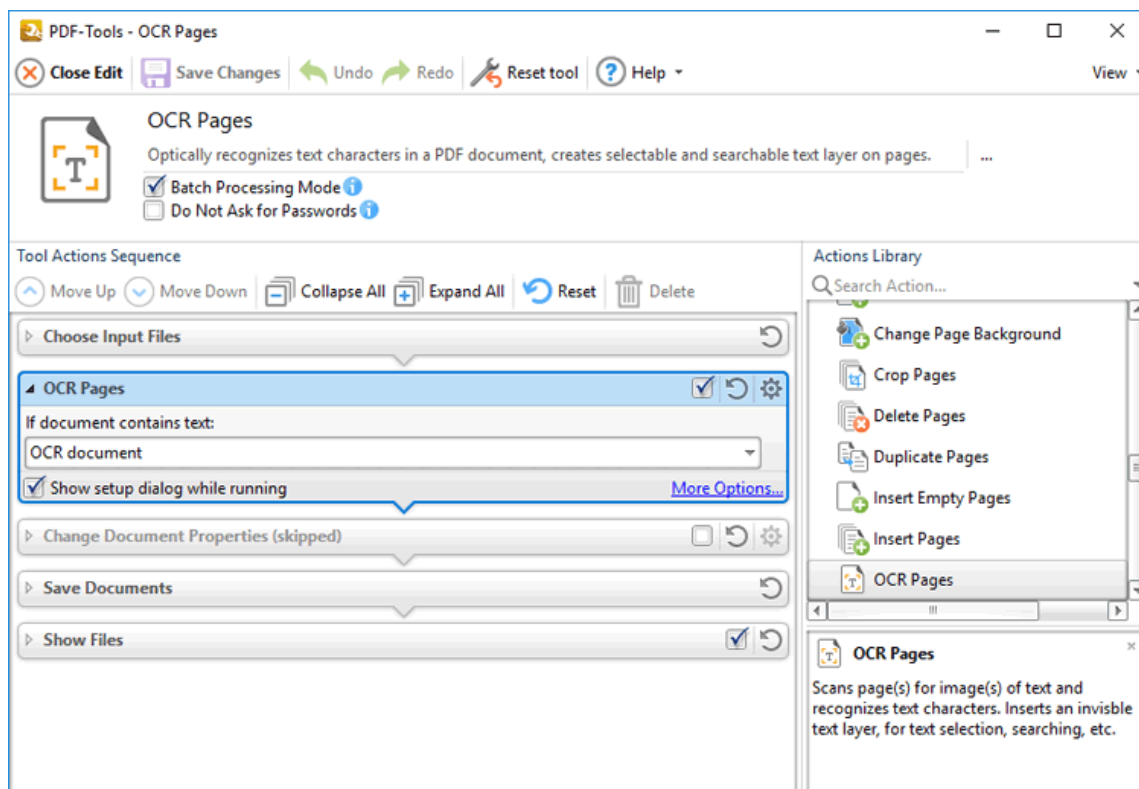 PDF-Tools - OCR Pages
Close Edit Save Changes Undo Redo Reset tool Help View
OCR Pages
Optically recognizes text characters in a PDF document, creates selectable and searchable text layer on pages. ...
Batch Processing Mode
Do Not Ask for Passwords
Tool Actions Sequence
Move Up Move Down Collapse All Expand All Reset Delete
Choose Input Files
OCR Pages
If document contains text:
OCR document
Show setup dialog while running More Options...
Change Document Properties (skipped)
Save Documents
Show Files
Actions Library
Search Action...
Change Page Background
Crop Pages
Delete Pages
Duplicate Pages
Insert Empty Pages
Insert Pages
OCR Pages
OCR Pages
Scans page(s) for image(s) of text and
recognizes text characters. Inserts an invisble
text layer, for text selection, searching, etc.